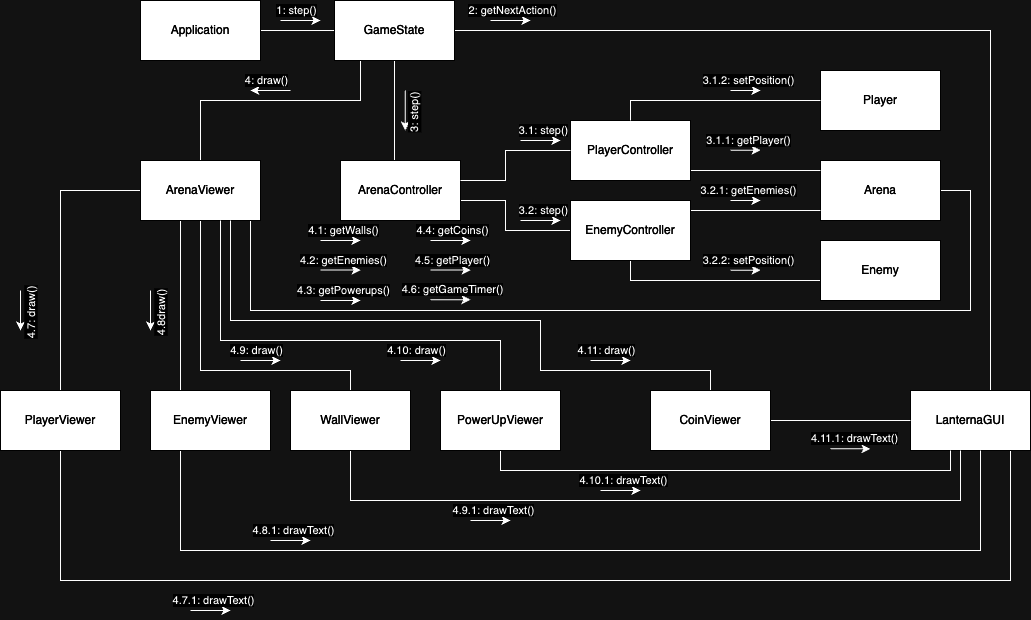 1: step()
2: getNextAction()
Application
GameState
4: draw()
3: step()
3.1.2: setPosition()
Player
3.1: step()
PlayerController
3.1.1: getPlayer()
ArenaViewer
ArenaController
3.2.1: getEnemies()
Arena
3.2: step()
EnemyController
4.1: getWalls()
4.4: getCoins()
4.2: getEnemies()
4.5: getPlayer()
3.2.2: setPosition()
Enemy
4.3: getPowerups()
4.6: getGameTimer()
4.7: draw()
4.8draw()
4.9: draw()
4.10: draw()
4.11: draw()
PlayerViewer
EnemyViewer
WallViewer
PowerUpViewer
CoinViewer
LanternaGUI
4.11.1: drawText()
4.10.1: drawText()
4.9.1: drawText()
4.8.1: drawText()
4.7.1: drawText()